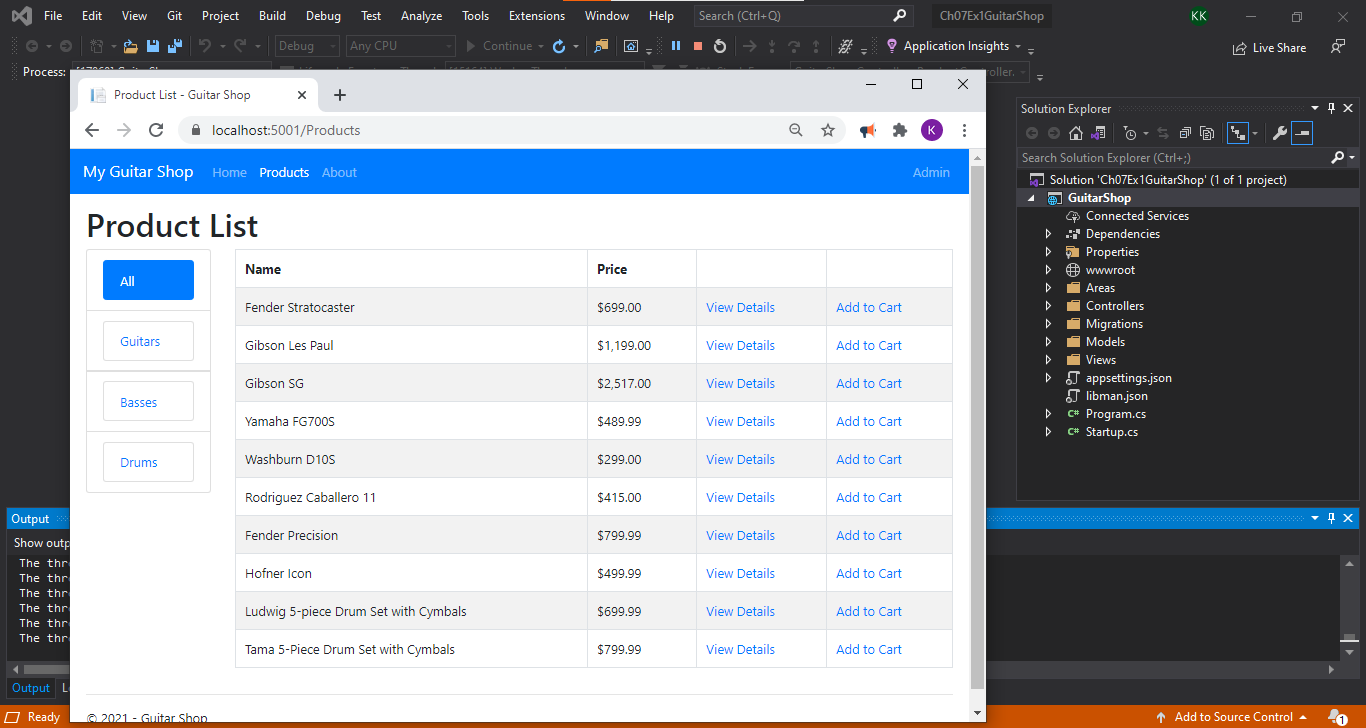 File Edit View Git Project Build Debug Test Analyze Tools Extensions Window Help Search (Ctrl+Q) Ch07Ex1GuitarShop KK
Debug Any CPU Continue Application Insights Live Share
Process:
Product List - Guitar Shop
localhost:5001/Products K
My Guitar Shop Home Products About Admin
Product List
All
Guitars
Basses
Drums
Name Price
Fender Stratocaster $699.00 View Details Add to Cart
Gibson Les Paul $1,199.00 View Details Add to Cart
Gibson SG $2,517.00 View Details Add to Cart
Yamaha FG700S $489.99 View Details Add to Cart
Washburn D10S $299.00 View Details Add to Cart
Rodriguez Caballero 11 $415.00 View Details Add to Cart
Fender Precision $799.99 View Details Add to Cart
Hofner Icon $499.99 View Details Add to Cart
Ludwig 5-piece Drum Set with Cymbals $699.99 View Details Add to Cart
Tama 5-Piece Drum Set with Cymbals $799.99 View Details Add to Cart
© 2021 - Guitar Shop
Solution Explorer
Search Solution Explorer (Ctrl+;)
Solution 'Ch07Ex1GuitarShop' (1 of 1 project)
GuitarShop
Connected Services
Dependencies
Properties
wwwroot
Areas
Controllers
Migrations
Models
Views
appsettings.json
libman.json
C# Program.cs
C# Startup.cs
Output
Show outp
The thr
The thr
The thr
The thr
The thr
The thr
Output
Ready Add to Source Control 1